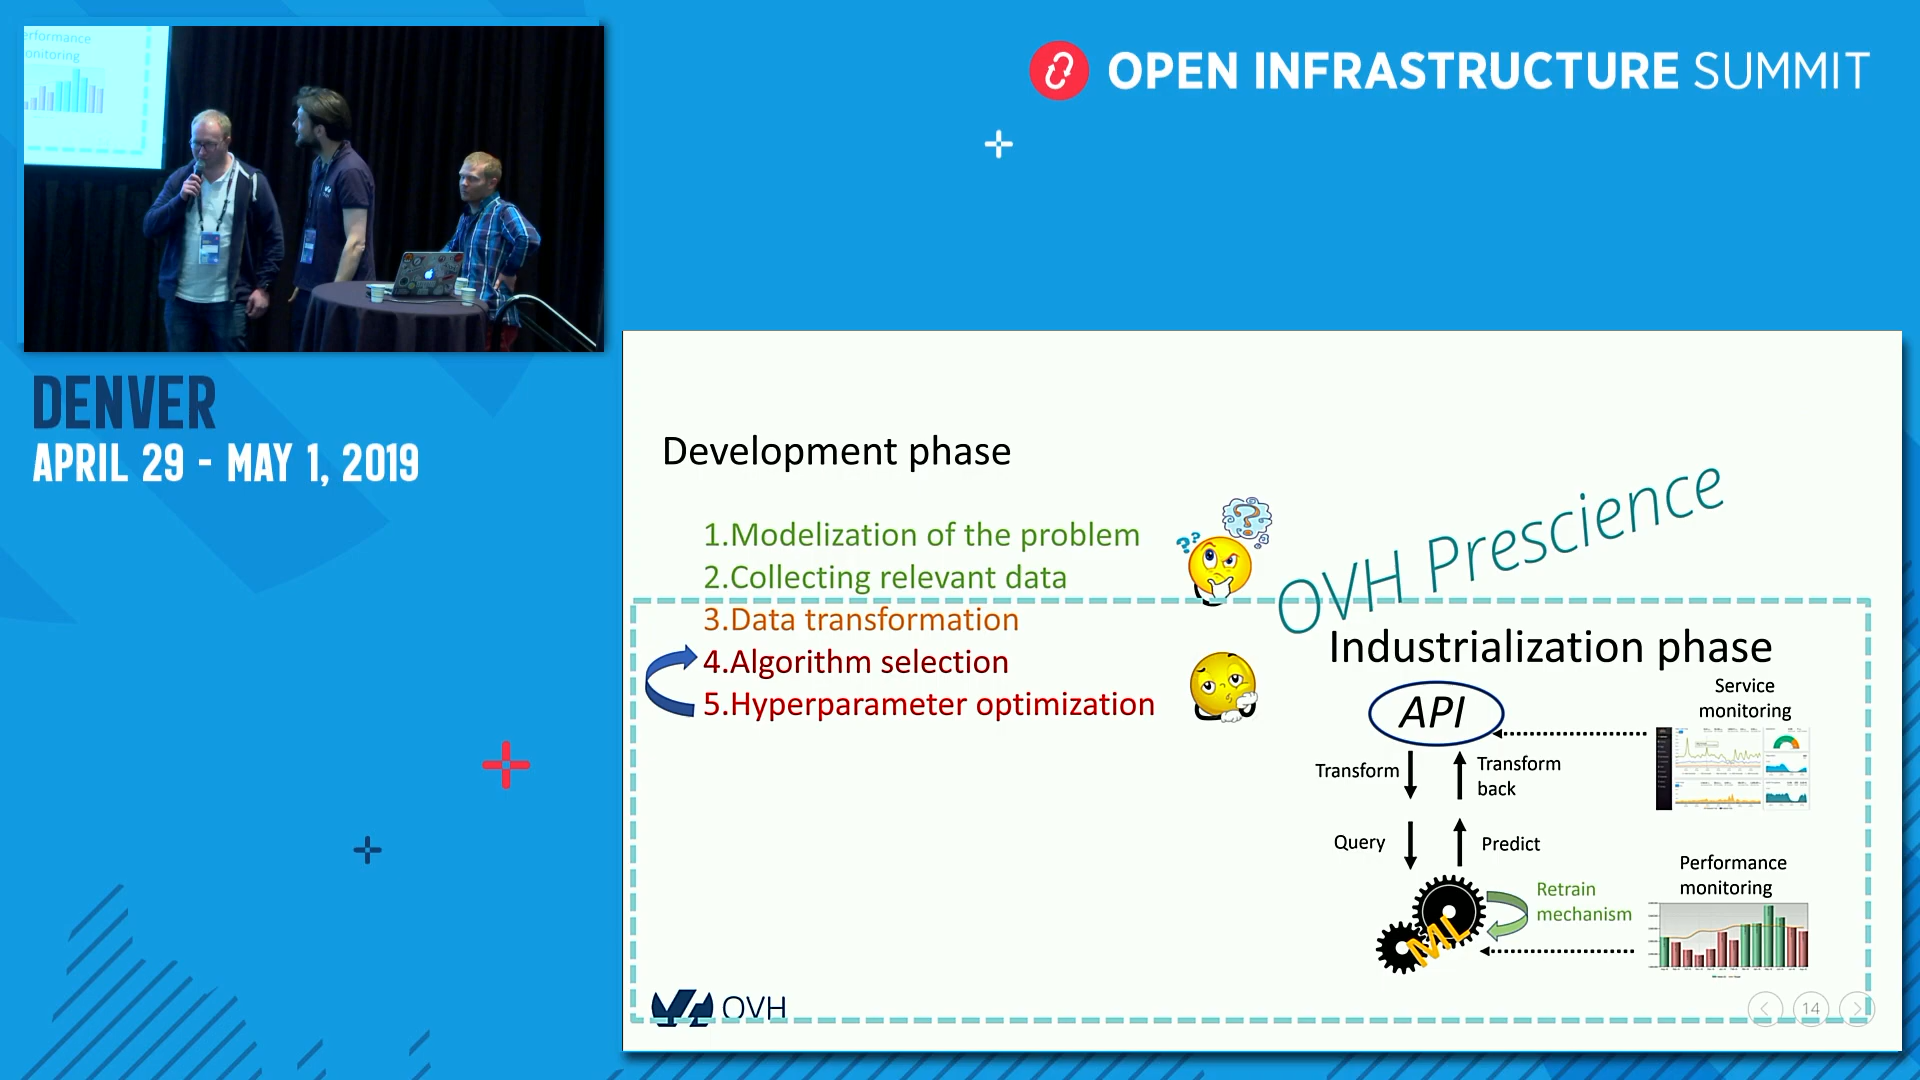 erformance
onitoring
OPEN INFRASTRUCTURE SUMMIT
DENVER
APRIL 29 - MAY 1, 2019
Development phase
1.Modelization of the problem
2.Collecting relevant data
3.Data transformation
4.Algorithm selection
5.Hyperparameter optimization
OVH Prescience
Industrialization phase
API
Service
monitoring
Transform
Transform
back
Query
Predict
Performance
monitoring
Retrain
mechanism
ML
OVH
14